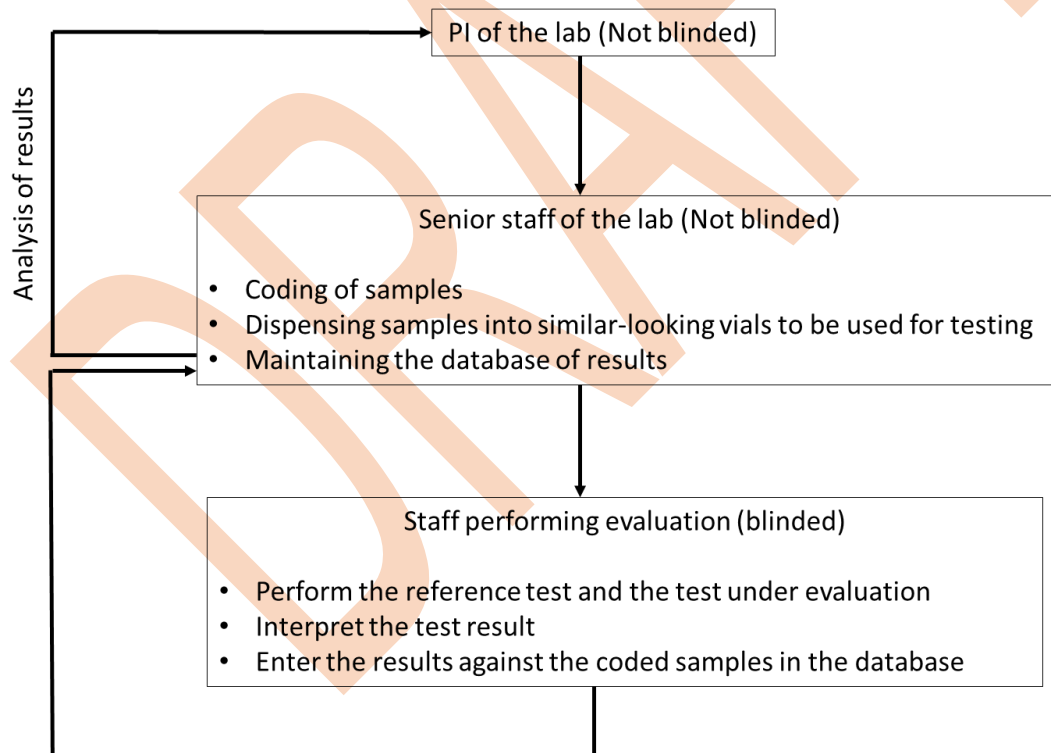 PI of the lab (Not blinded)
Analysis of results
Senior staff of the lab (Not blinded)
• Coding of samples
• Dispensing samples into similar-looking vials to be used for testing
• Maintaining the database of results
Staff performing evaluation (blinded)
• Perform the reference test and the test under evaluation
• Interpret the test result
• Enter the results against the coded samples in the database